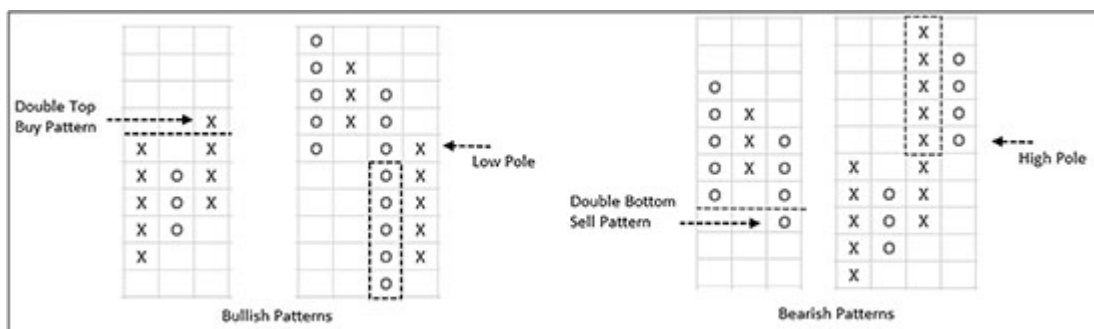 Double Top
Buy Pattern
X
X X
X O X
X O X
X O
X
O
O X
O X O
O X O
O O X
O X
O X
O X
O X
O
Low Pole
Bullish Patterns
Double Bottom
Sell Pattern
O
O X
O X O
O X O
O O
O
X
X O
X O
X O
X O
X X
X O X
X O X
X O
X
High Pole
Bearish Patterns